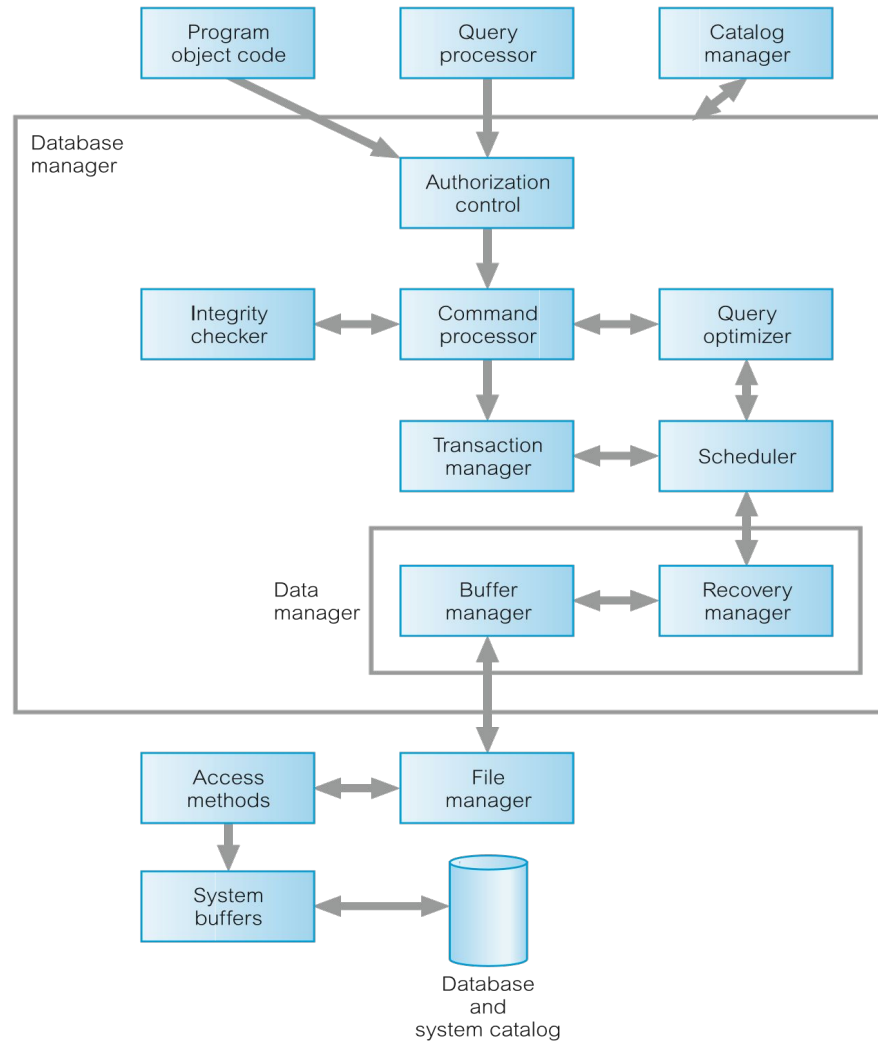 Program
object code
Query
processor
Catalog
manager
Database
manager
Authorization
control
Integrity
checker
Command
processor
Query
optimizer
Transaction
manager
Scheduler
Data
manager
Buffer
manager
Recovery
manager
Access
methods
File
manager
System
buffers
Database
and
system catalog